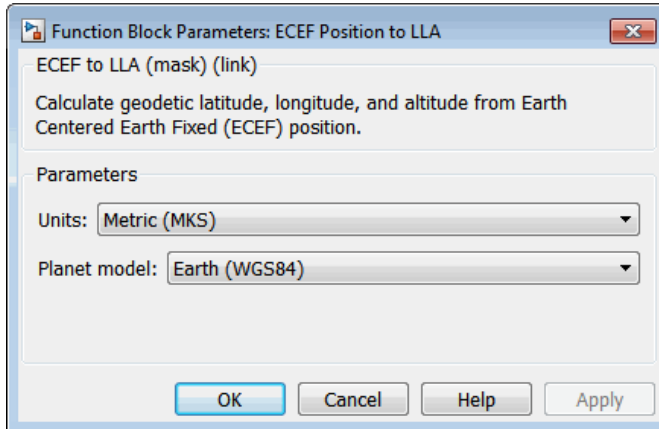 Function Block Parameters: ECEF Position to LLA
ECEF to LLA (mask) (link)
Calculate geodetic latitude, longitude, and altitude from Earth
Centered Earth Fixed (ECEF) position.
Parameters
Units: Metric (MKS)
Planet model: Earth (WGS84)
OK Cancel Help Apply